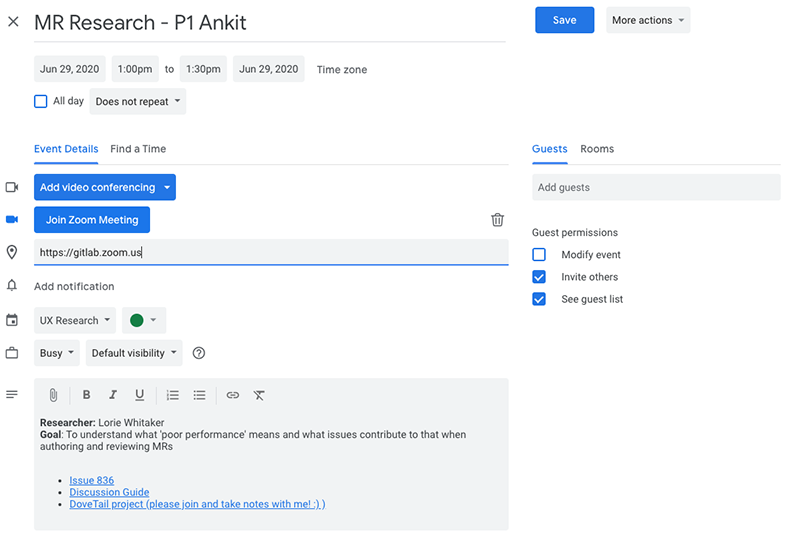 MR Research - P1 Ankit
Save
More actions
Jun 29, 2020 1:00pm to 1:30pm Jun 29, 2020 Time zone
All day Does not repeat
Event Details Find a Time
Guests Rooms
Add video conferencing
Add guests
Join Zoom Meeting
https://gitlab.zoom.us
Guest permissions
Modify event
Add notification
Invite others
See guest list
UX Research
Busy Default visibility ?
B I U
Researcher: Lorie Whitaker
Goal: To understand what 'poor performance' means and what issues contribute to that when
authoring and reviewing MRs
• Issue 836
• Discussion Guide
• DoveTail project (please join and take notes with me! :) )